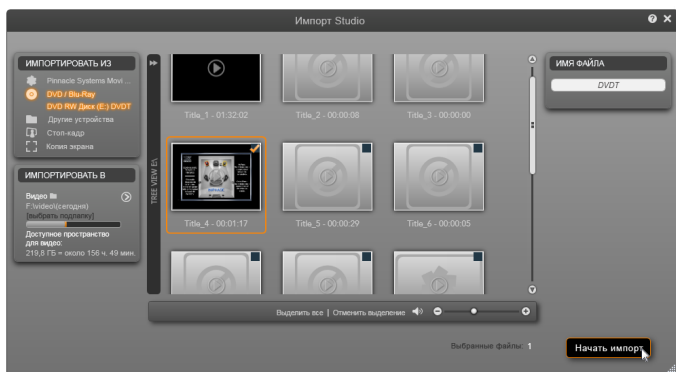 Импорт Studio
ИМПОРТИРОВАТЬ ИЗ
Pinnacle Systems Movi ...
DVD / Blu-Ray
DVD RW Диск (E:) DVDT
Другие устройства
Стоп-кадр
Копия экрана
ИМПОРТИРОВАТЬ В
Видео
F:\video\(сегодня)
[выбрать подпапку]
Доступное пространство
для видео:
219,8 ГБ = около 156 ч. 49 мин.
TREE VIEW E:\
Title_1 - 01:32:02
Title_2 - 00:00:08
Title_3 - 00:00:00
Title_4 - 00:01:17
Title_5 - 00:00:29
Title_6 - 00:00:05
Выделить все | Отменить выделение
Выбранные файлы: 1
ИМЯ ФАЙЛА
DVDT
Начать импорт